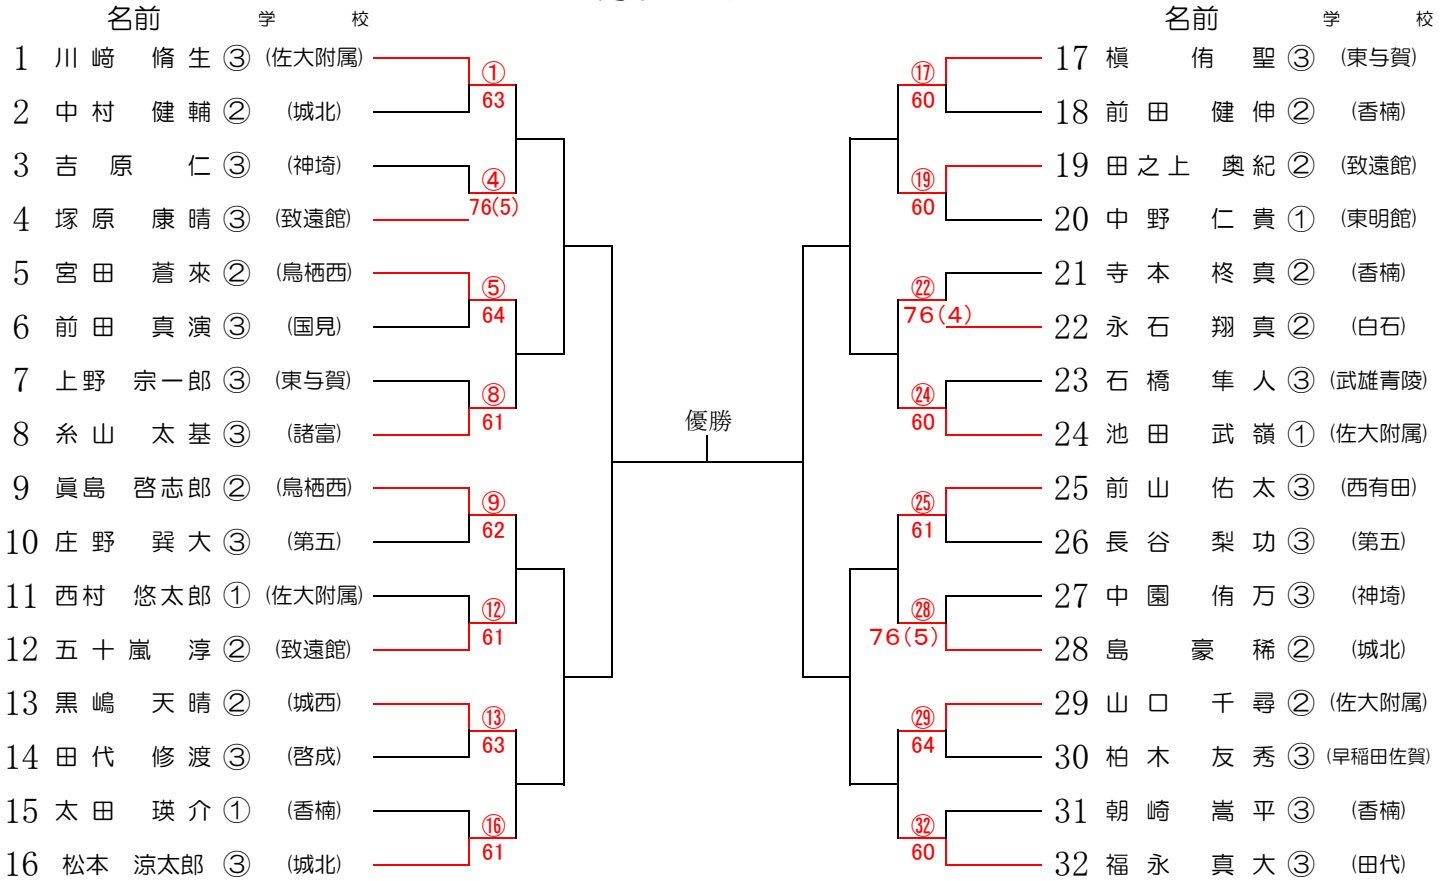 名前 学 校
1 川﨑 脩生 ③ (佐大附属)
①
63
2 中村 健輔 ② (城北)
3 吉原 仁 ③ (神埼)
④
76(5)
4 塚原 康晴 ③ (致遠館)
5 宮田 蒼來 ② (鳥栖西)
⑤
64
6 前田 真演 ③ (国見)
7 上野 宗一郎 ③ (東与賀)
⑧
61
8 糸山 太基 ③ (諸富)
9 眞島 啓志郎 ② (鳥栖西)
⑨
62
10 庄野 巽大 ③ (第五)
11 西村 悠太郎 ① (佐大附属)
⑫
61
12 五十嵐 淳 ② (致遠館)
13 黒嶋 天晴 ② (城西)
⑬
63
14 田代 修渡 ③ (啓成)
15 太田 瑛介 ① (香楠)
⑯
61
16 松本 涼太郎 ③ (城北)
優勝
名前 学 校
17 槇 侑聖 ③ (東与賀)
⑰
60
18 前田 健伸 ② (香楠)
19 田之上 奥紀 ② (致遠館)
⑲
60
20 中野 仁貴 ① (東明館)
21 寺本 柊真 ② (香楠)
㉒
76(4)
22 永石 翔真 ② (白石)
23 石橋 隼人 ③ (武雄青陵)
㉔
60
24 池田 武嶺 ① (佐大附属)
25 前山 佑太 ③ (西有田)
㉕
61
26 長谷 梨功 ③ (第五)
27 中園 侑万 ③ (神埼)
㉘
76(5)
28 島 豪稀 ② (城北)
29 山口 千尋 ② (佐大附属)
㉙
64
30 柏木 友秀 ③ (早稲田佐賀)
31 朝崎 嵩平 ③ (香楠)
㉜
60
32 福永 真大 ③ (田代)